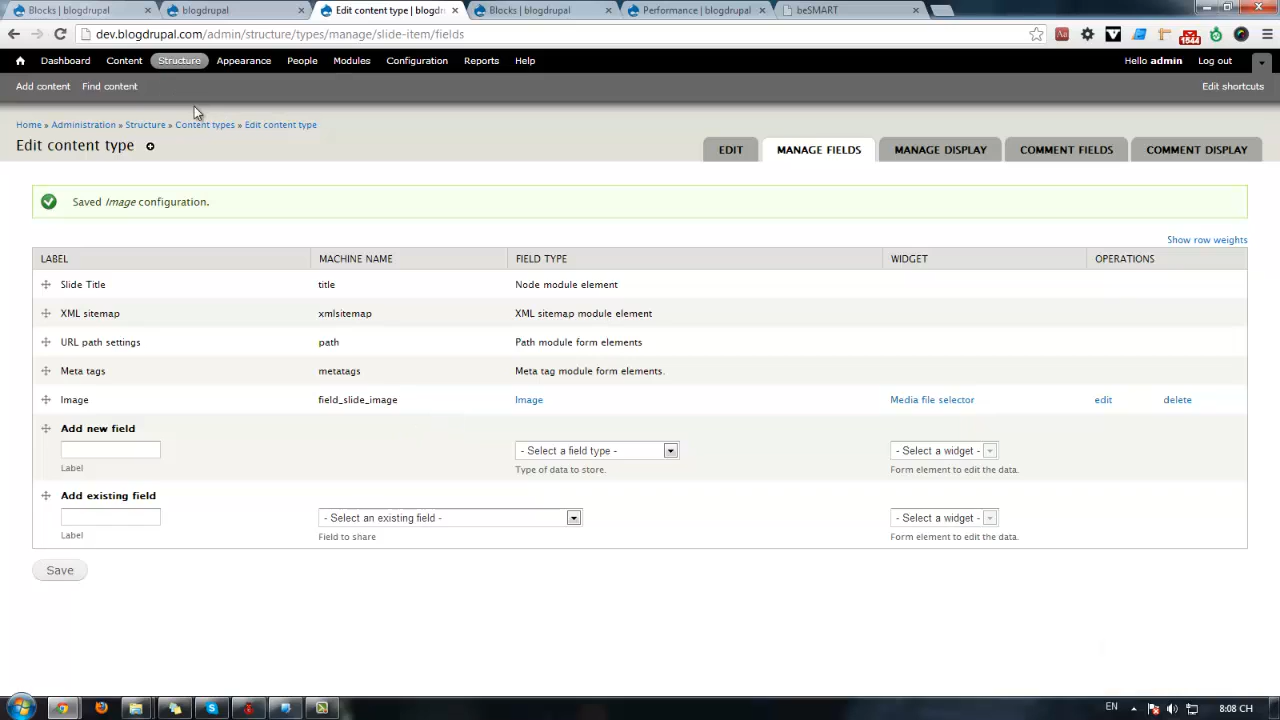 Blocks | blogdrupal
blogdrupal
Edit content type | blogdr
Blocks | blogdrupal
Performance | blogdrupal
beSMART
dev.blogdrupal.com/admin/structure/types/manage/slide-item/fields
1544
Dashboard Content Structure Appearance People Modules Configuration Reports Help
Hello admin Log out
Add content Find content
Edit shortcuts
Home » Administration » Structure » Content types » Edit content type
Edit content type
EDIT MANAGE FIELDS MANAGE DISPLAY COMMENT FIELDS COMMENT DISPLAY
Saved Image configuration.
Show row weights
LABEL MACHINE NAME FIELD TYPE WIDGET OPERATIONS
Slide Title title Node module element
XML sitemap xmlsitemap XML sitemap module element
URL path settings path Path module form elements
Meta tags metatags Meta tag module form elements.
Image field_slide_image Image Media file selector edit delete
Add new field
- Select a field type - - Select a widget -
Label Type of data to store. Form element to edit the data.
Add existing field
- Select an existing field - - Select a widget -
Label Field to share Form element to edit the data.
Save
EN 8:08 CH